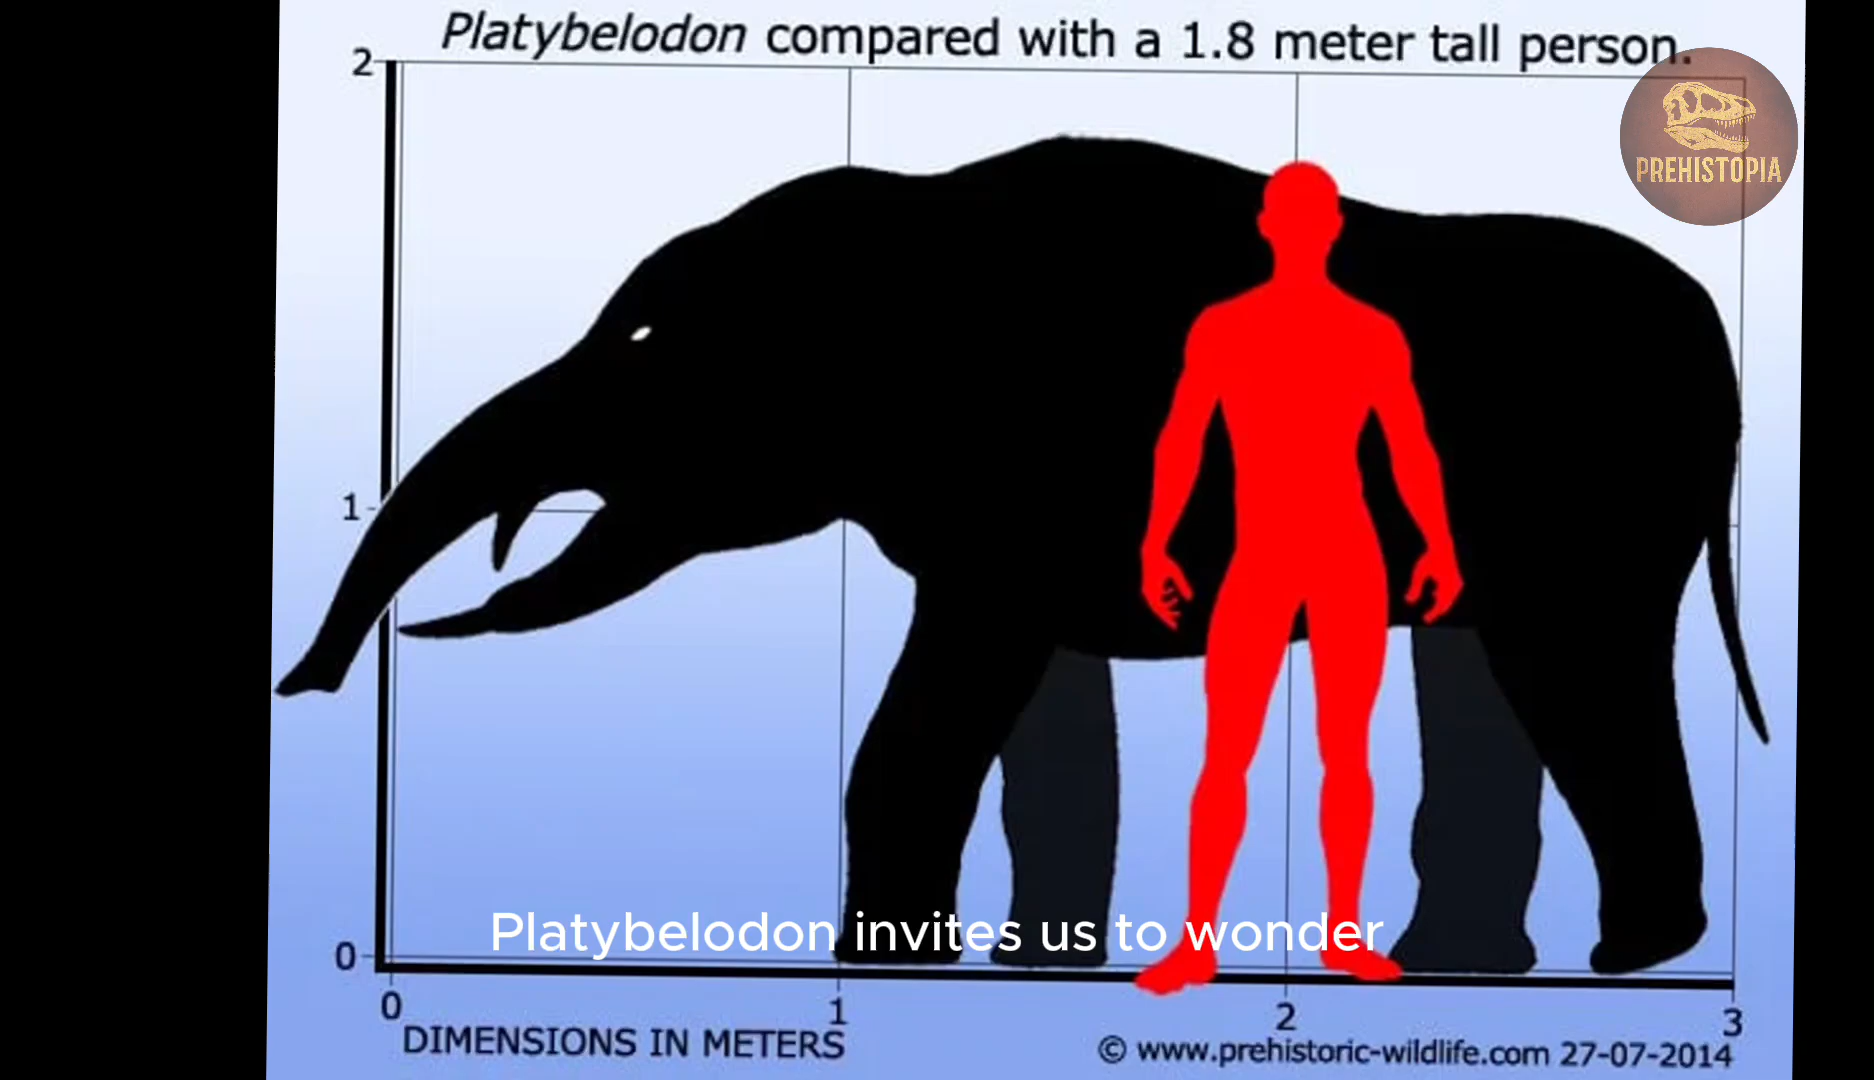 Platybelodon compared with a 1.8 meter tall person.
PREHISTOPIA
2
1
0
Platybelodon invites us to wonder
0 1 2 3
DIMENSIONS IN METERS
© www.prehistoric-wildlife.com 27-07-2014